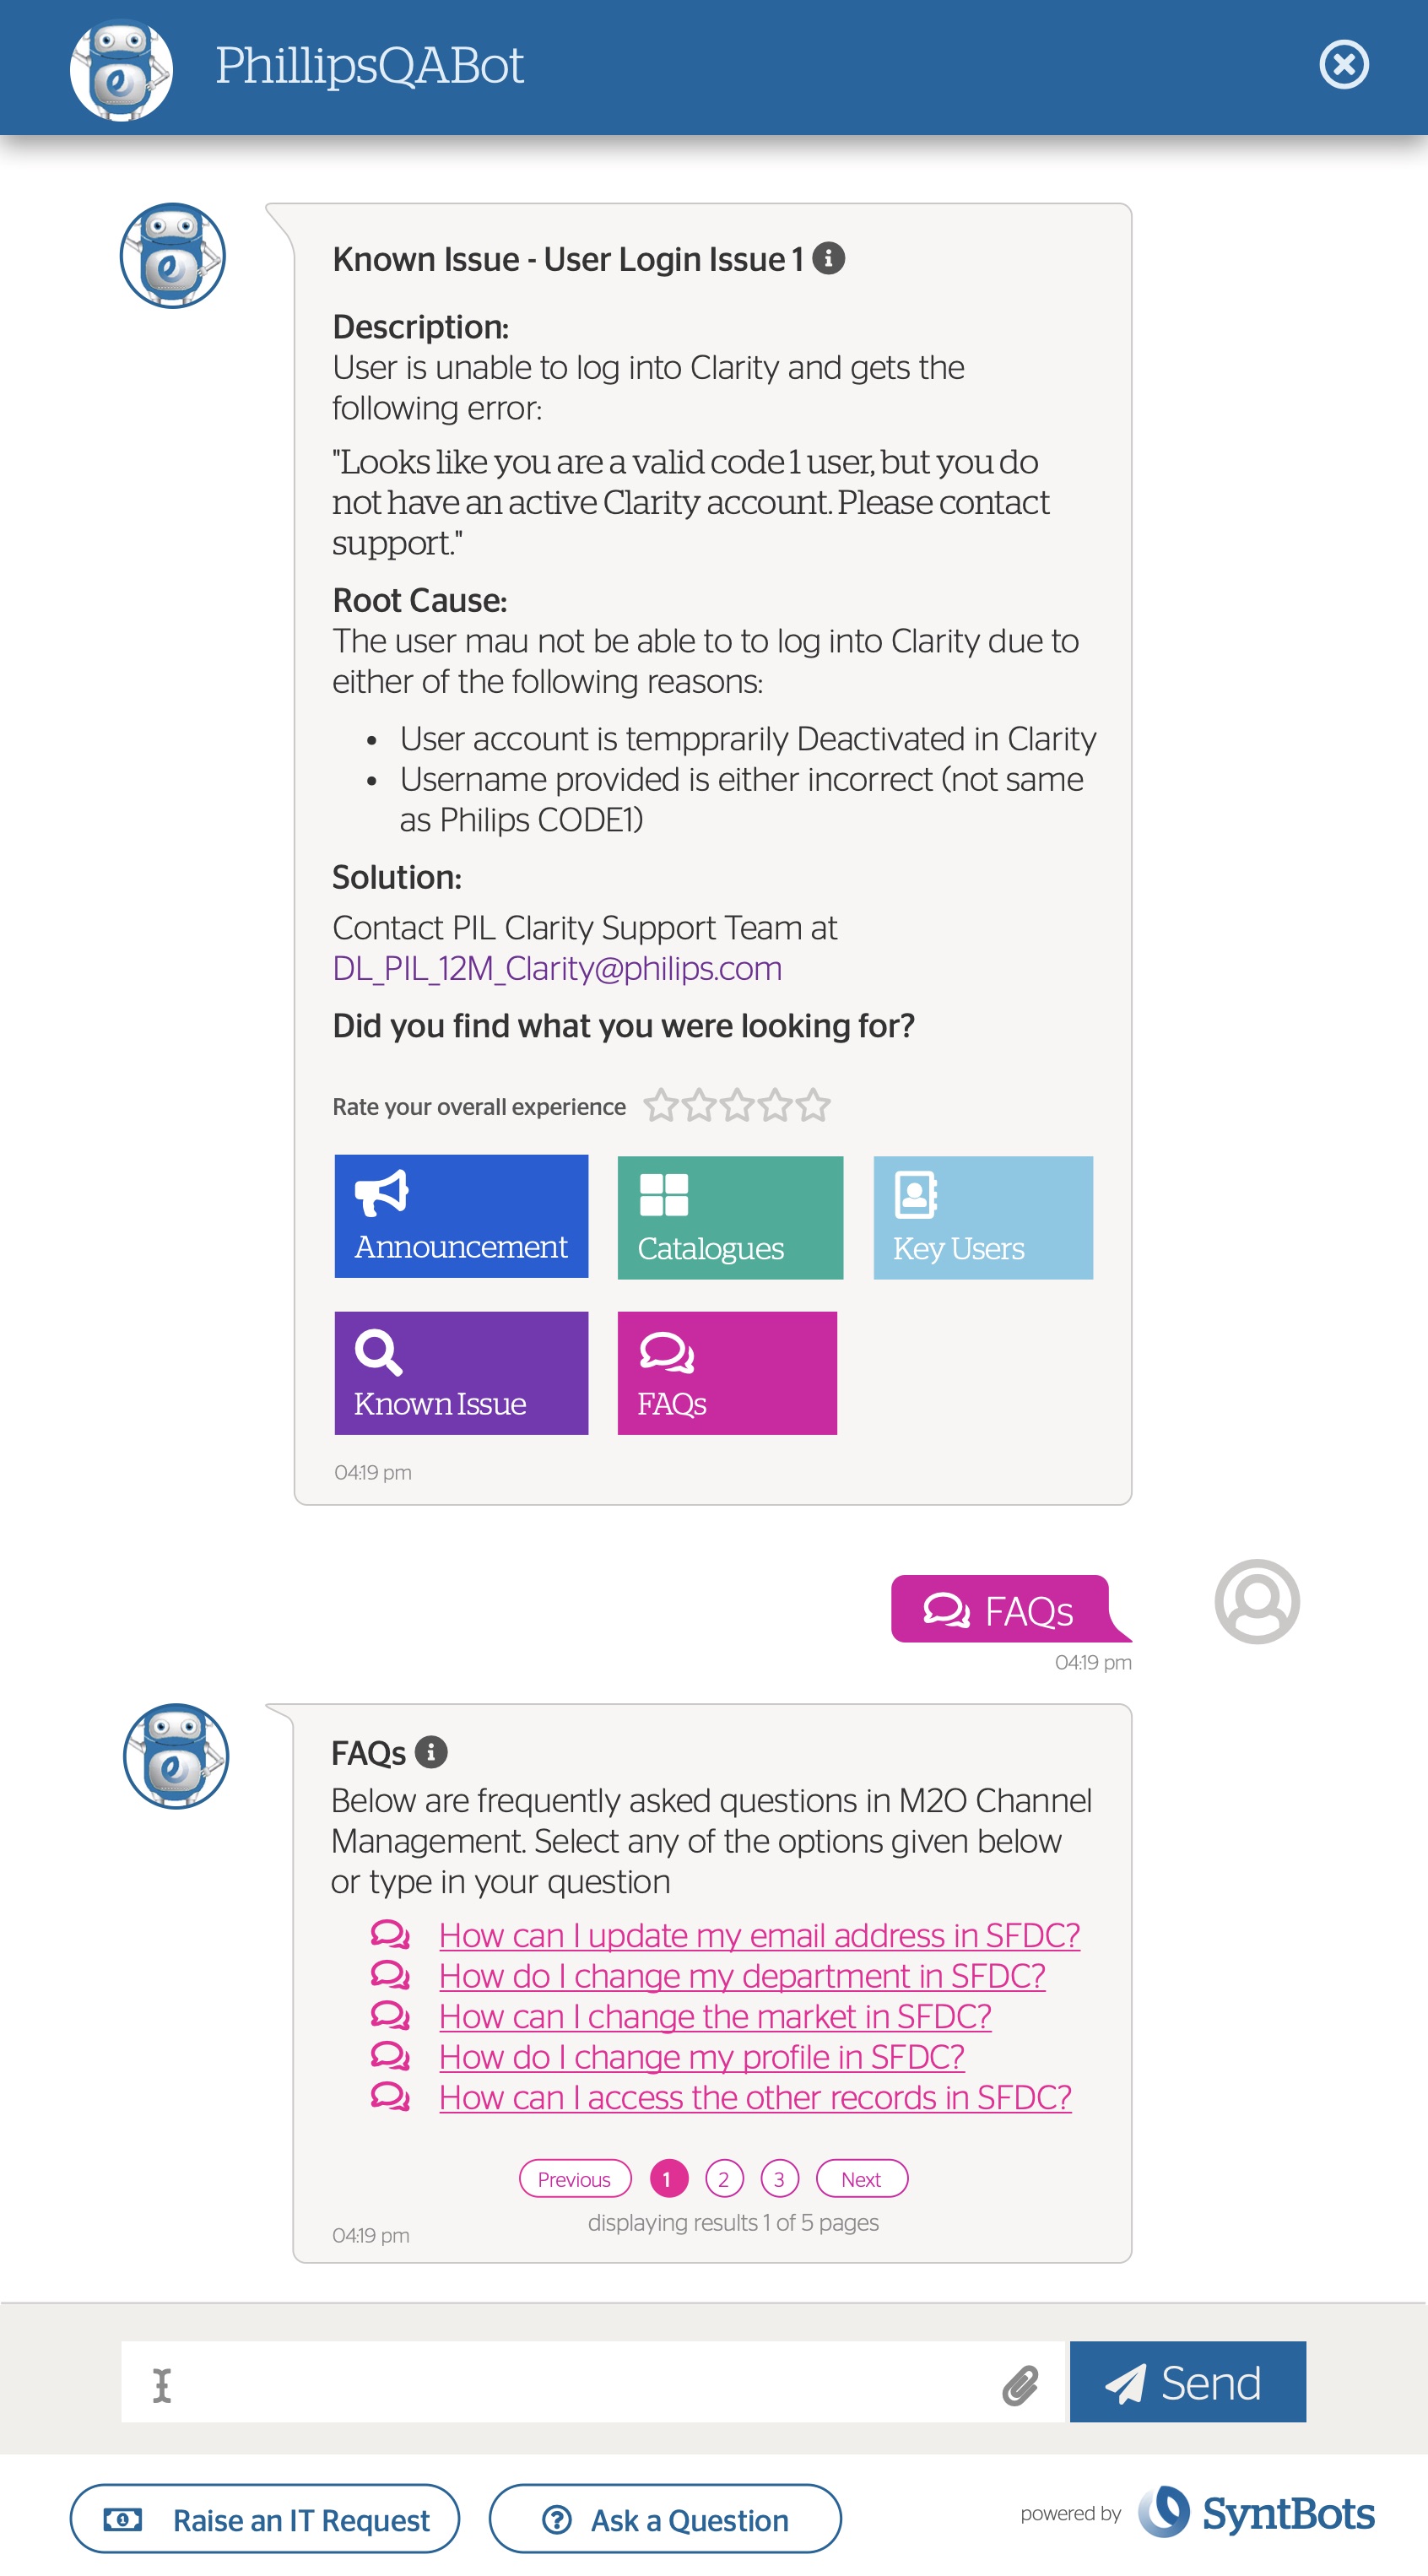 PhillipsQABot
Known Issue - User Login Issue 1
Description:
User is unable to log into Clarity and gets the
following error:
"Looks like you are a valid code 1 user, but you do
not have an active Clarity account. Please contact
support."
Root Cause:
The user mau not be able to to log into Clarity due to
either of the following reasons:
• User account is tempprarily Deactivated in Clarity
• Username provided is either incorrect (not same
as Philips CODE1)
Solution:
Contact PIL Clarity Support Team at
DL_PIL_12M_Clarity@philips.com
Did you find what you were looking for?
Rate your overall experience
Announcement
Catalogues
Key Users
Known Issue
FAQs
04:19 pm
FAQs
04:19 pm
FAQs
Below are frequently asked questions in M2O Channel
Management. Select any of the options given below
or type in your question
How can I update my email address in SFDC?
How do I change my department in SFDC?
How can I change the market in SFDC?
How do I change my profile in SFDC?
How can I access the other records in SFDC?
Previous 1 2 3 Next
displaying results 1 of 5 pages
04:19 pm
Send
Raise an IT Request
Ask a Question
powered by SyntBots